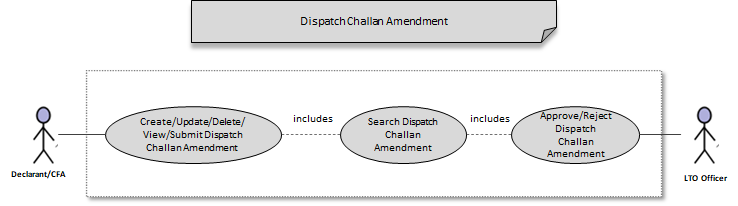 Dispatch Challan Amendment
Create/Update/Delete/
View/Submit Dispatch
Challan Amendment
includes
Search Dispatch
Challan
Amendment
includes
Approve/Reject
Dispatch
Challan
Amendment
Declarant/CFA
LTO Officer